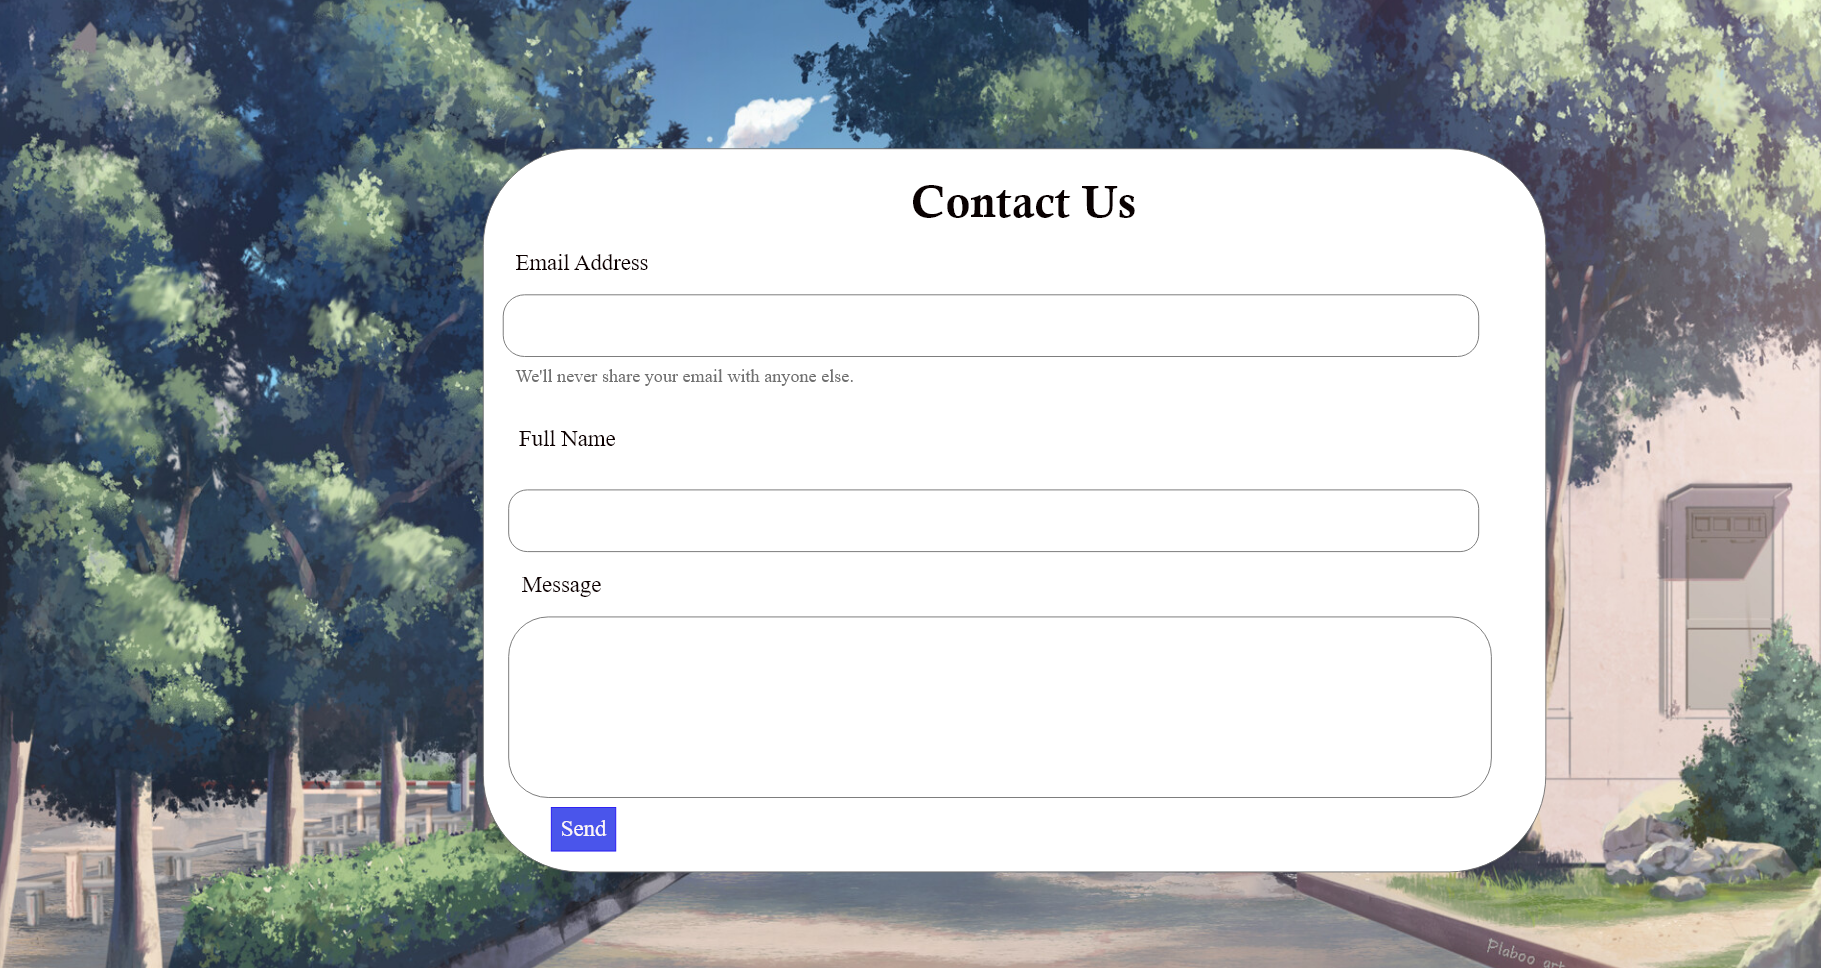 Contact Us
Email Address
We'll never share your email with anyone else.
Full Name
Message
Send
Plaboo art